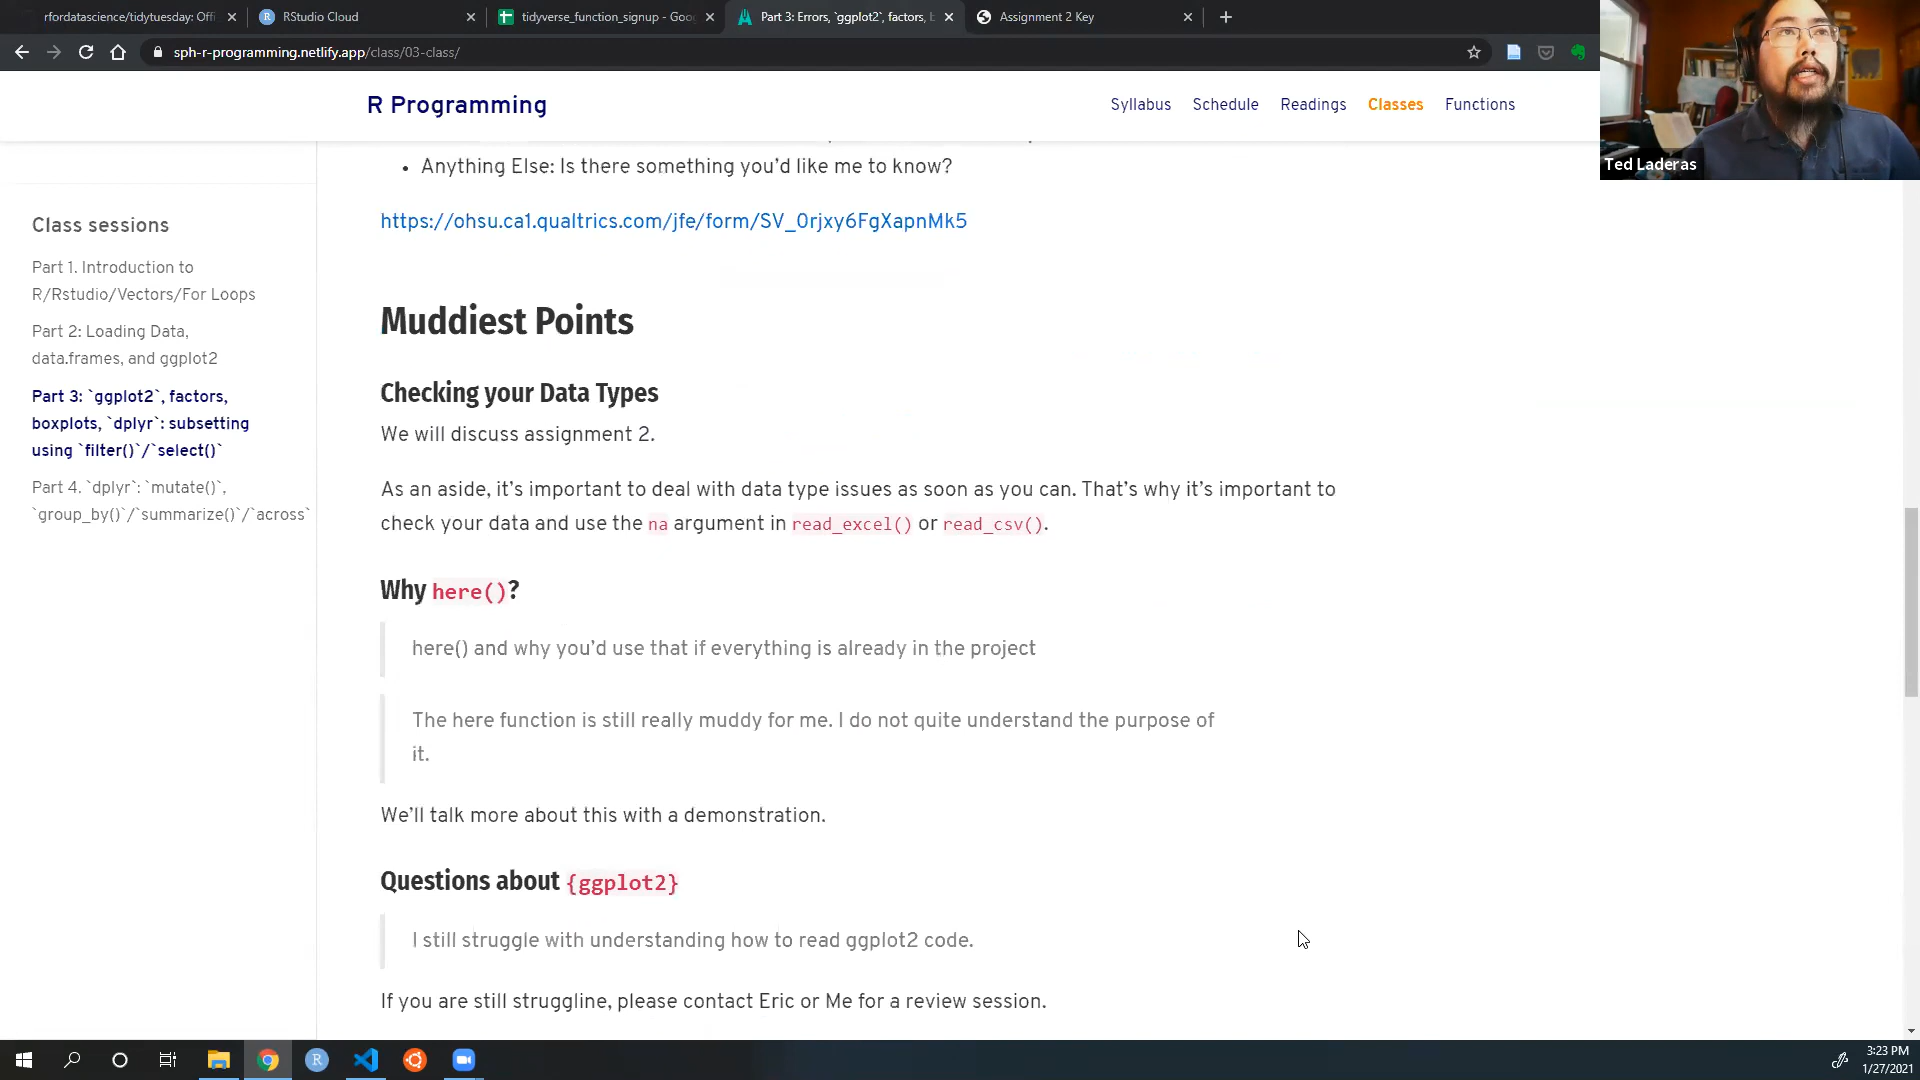 rfordatascience/tidytuesday: Offi
RStudio Cloud
tidyverse_function_signup - Goo
Part 3: Errors, `ggplot2`, factors, b
Assignment 2 Key
sph-r-programming.netlify.app/class/03-class/
R Programming
Syllabus
Schedule
Readings
Classes
Functions
Ted Laderas
Class sessions
Part 1. Introduction to
R/Rstudio/Vectors/For Loops
Part 2: Loading Data,
data.frames, and ggplot2
Part 3: `ggplot2`, factors,
boxplots, `dplyr`: subsetting
using `filter()`/`select()`
Part 4. `dplyr`: `mutate()`,
`group_by()`/`summarize()`/`across`
• Anything Else: Is there something you’d like me to know?
https://ohsu.ca1.qualtrics.com/jfe/form/SV_0rjxy6FgXapnMk5
Muddiest Points
Checking your Data Types
We will discuss assignment 2.
As an aside, it’s important to deal with data type issues as soon as you can. That’s why it’s important to
check your data and use the na argument in read_excel() or read_csv().
Why here()?
here() and why you’d use that if everything is already in the project
The here function is still really muddy for me. I do not quite understand the purpose of
it.
We’ll talk more about this with a demonstration.
Questions about {ggplot2}
I still struggle with understanding how to read ggplot2 code.
If you are still struggline, please contact Eric or Me for a review session.
3:23 PM
1/27/2021